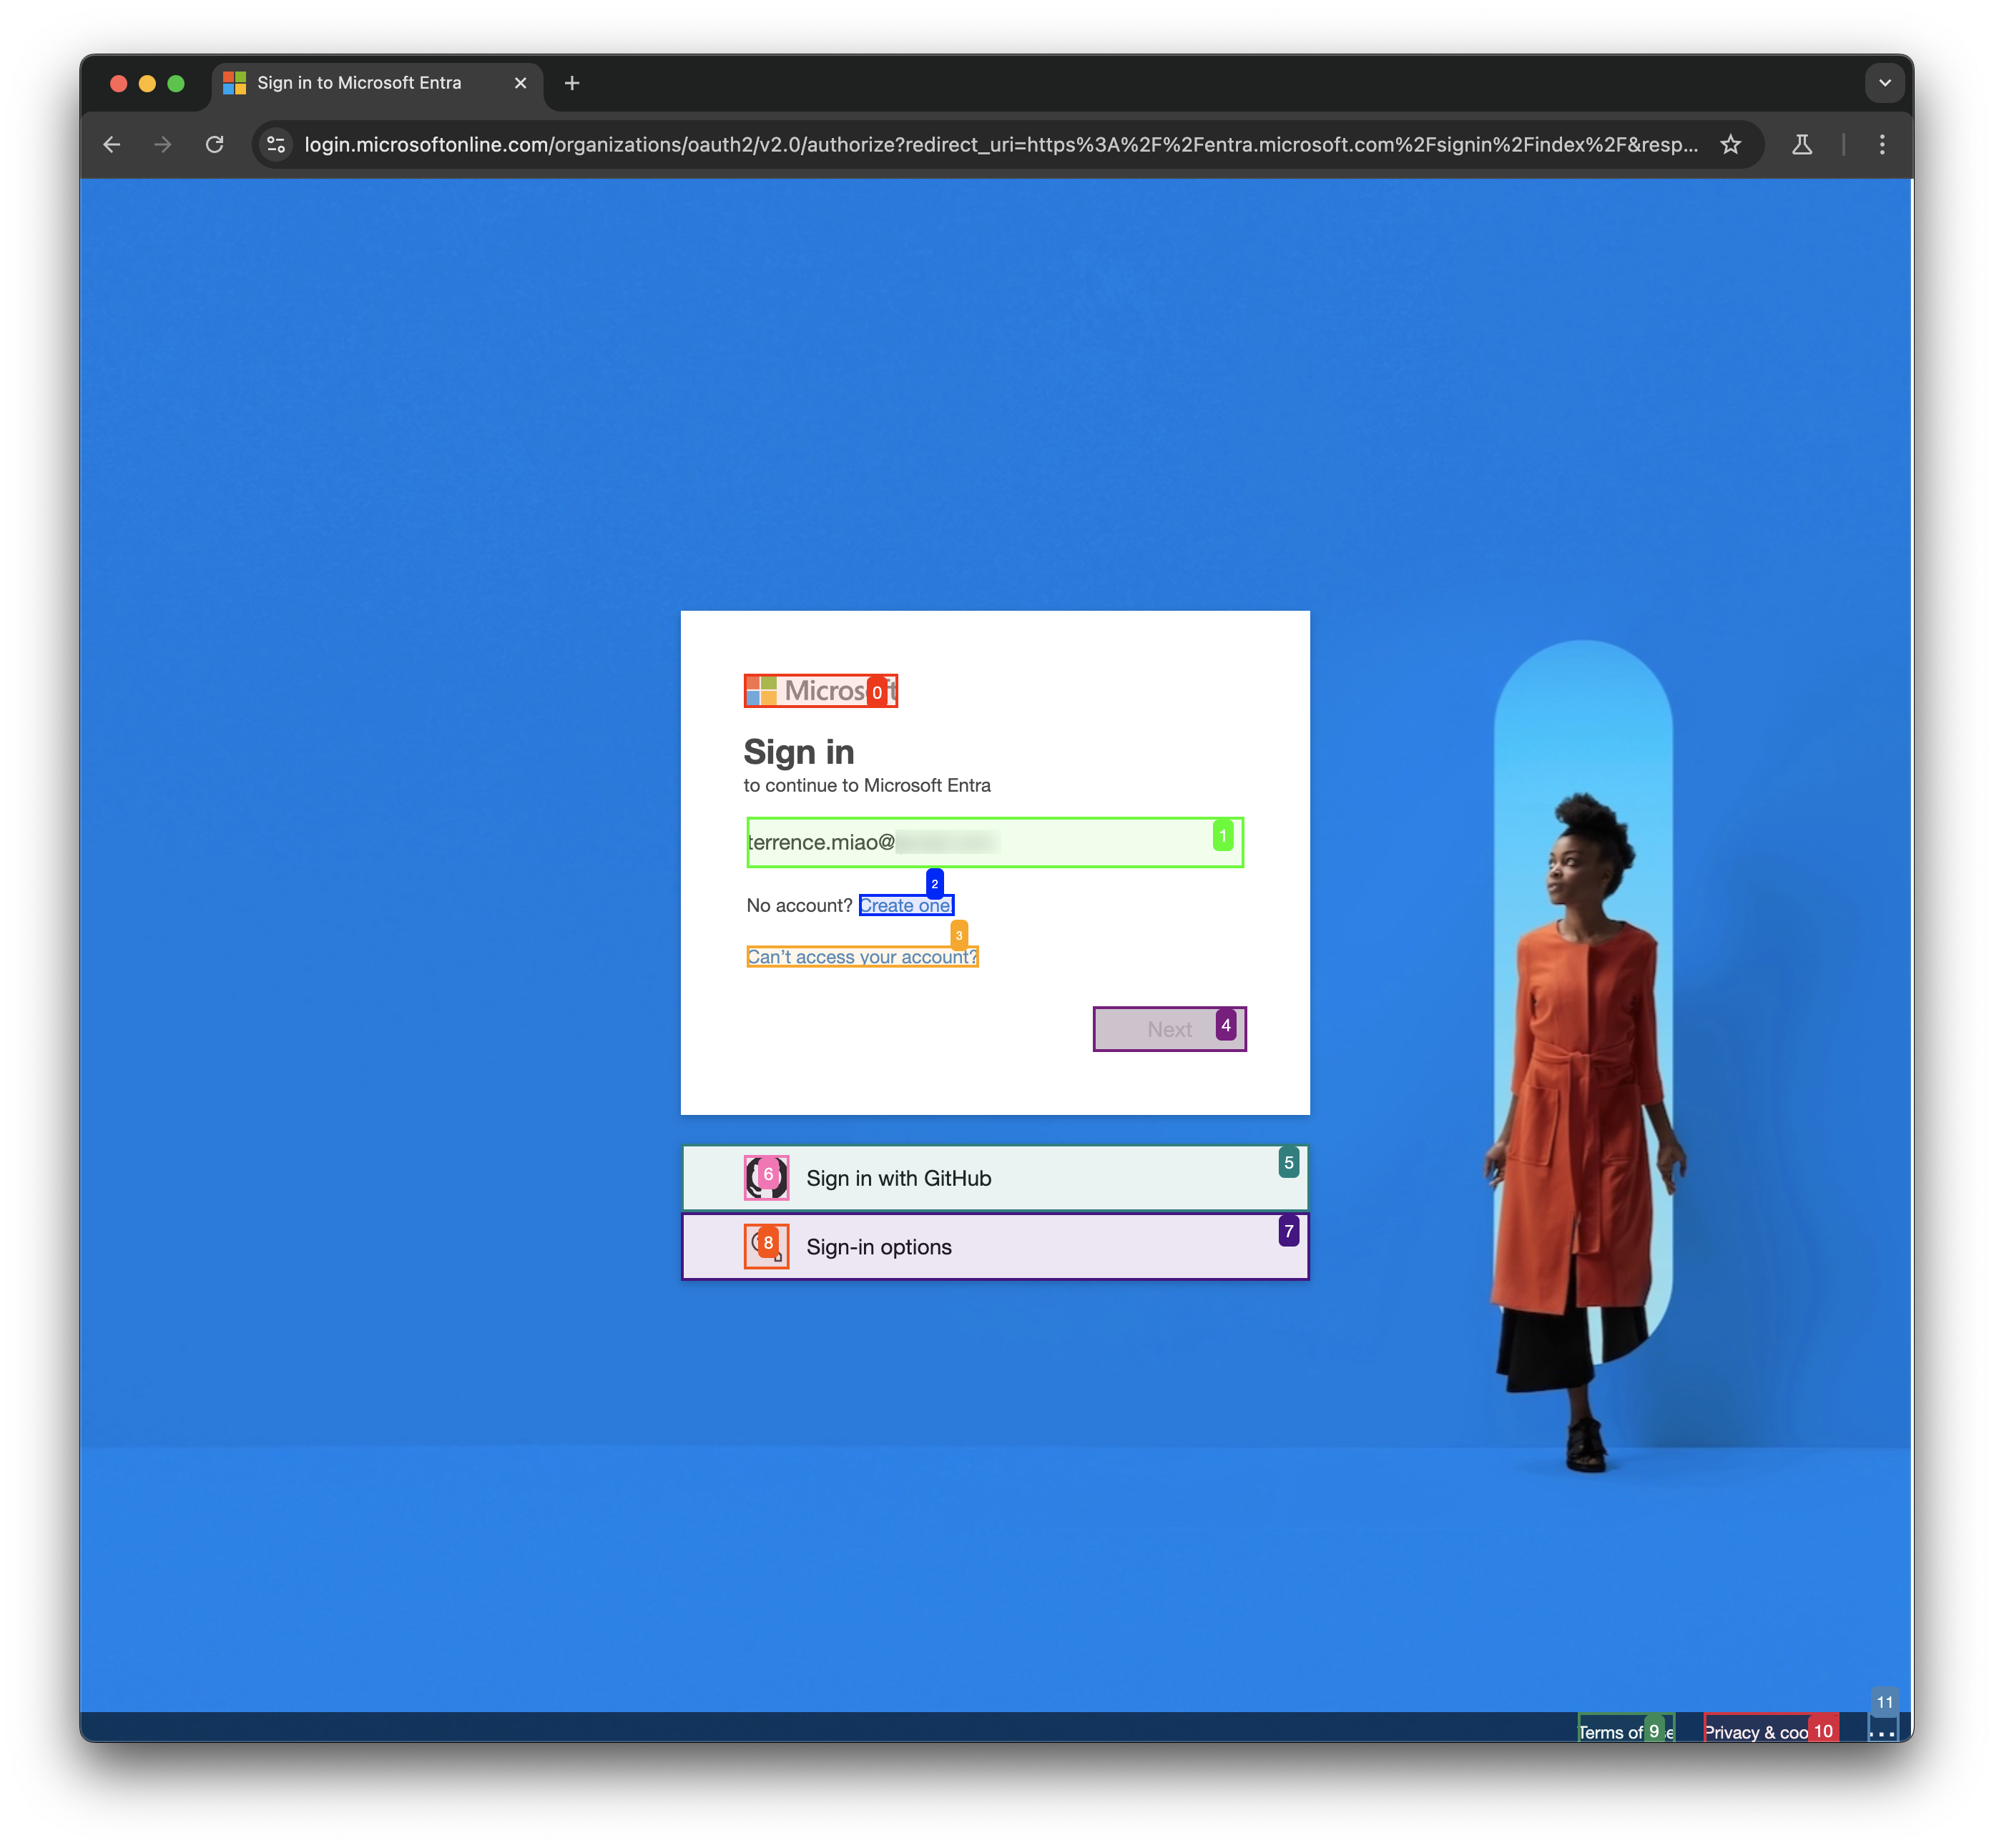 Sign in to Microsoft Entra
login.microsoftonline.com/organizations/oauth2/v2.0/authorize?redirect_uri=https%3A%2F%2Fentra.microsoft.com%2Fsignin%2Findex%2F&resp...
Micros 0 t
Sign in
to continue to Microsoft Entra
terrence.miao@ 1
2
No account? Create one!
3
Can't access your account?
Next 4
6 Sign in with GitHub 5
8 Sign-in options 7
11
Terms of 9 e Privacy & coo 10 ...